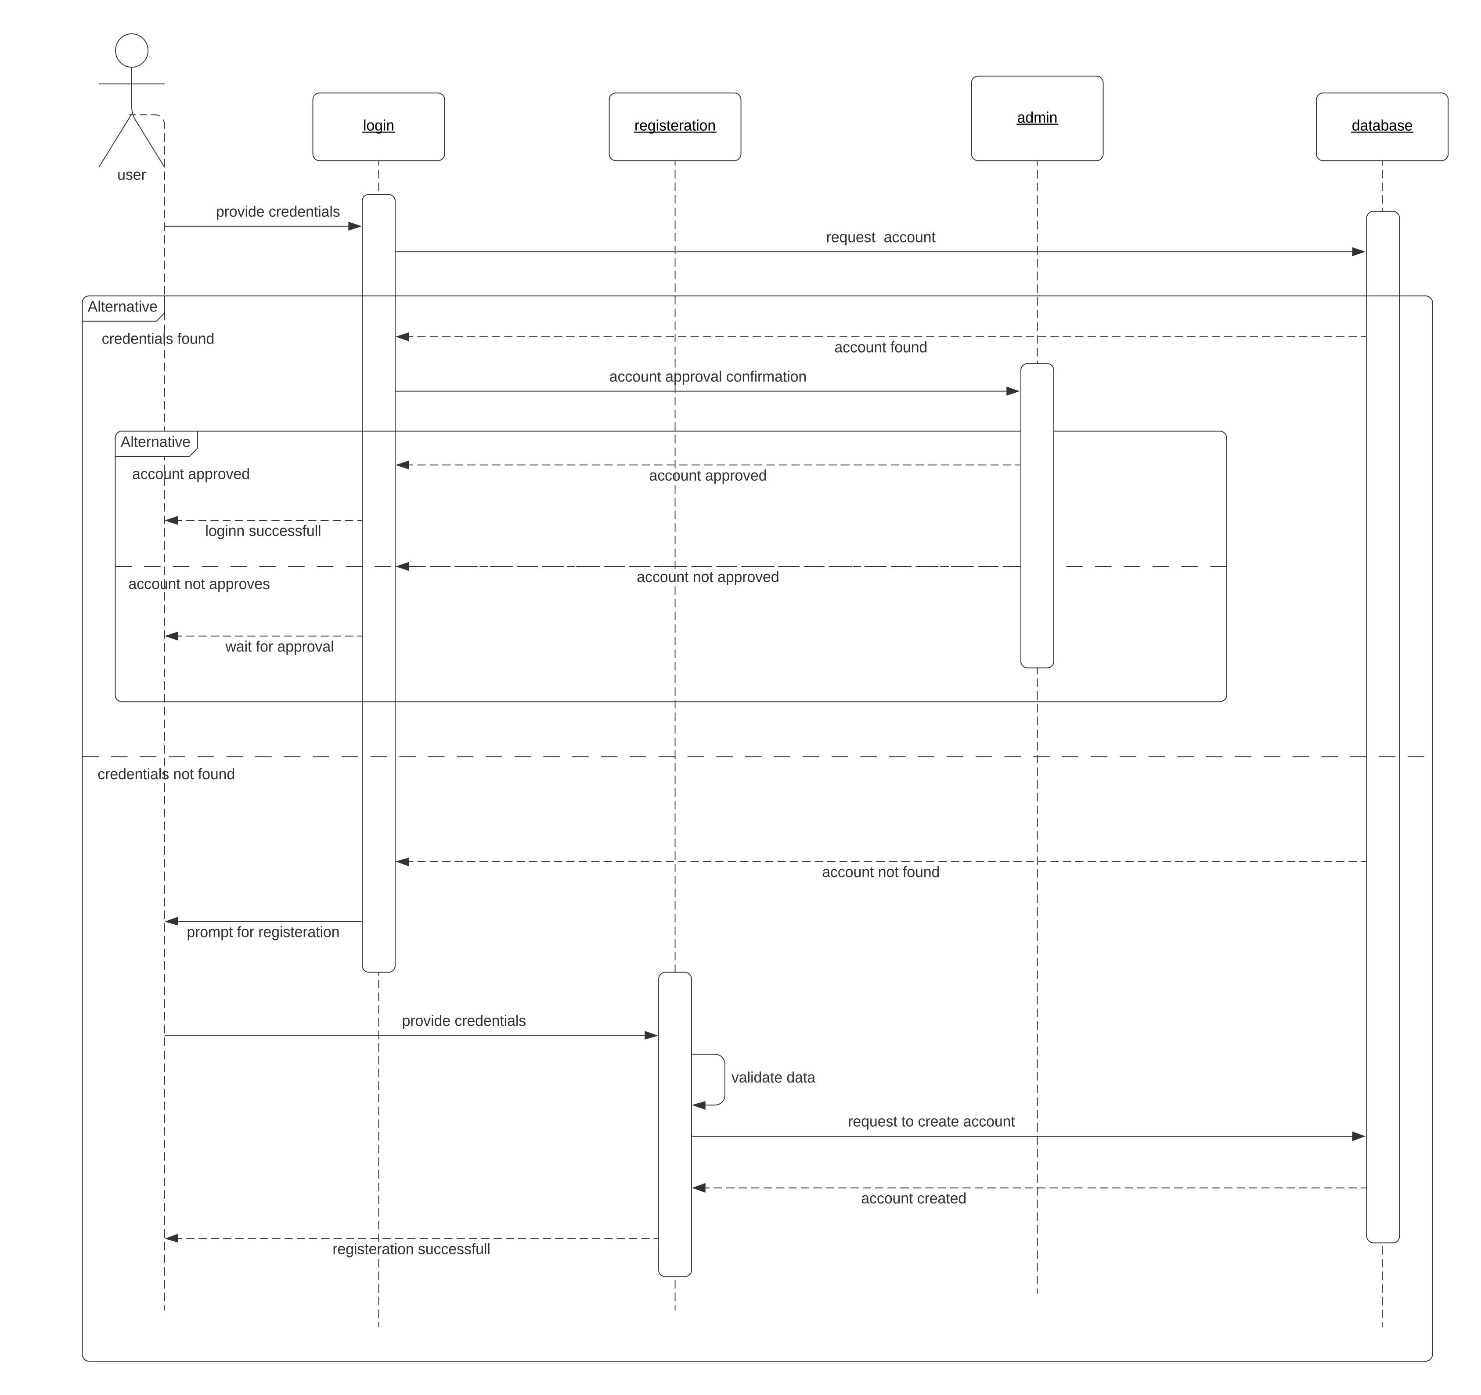 user
login
registeration
admin
database
provide credentials
request  account
Alternative
credentials found
account found
account approval confirmation
Alternative
account approved
account approved
loginn successfull
account not approved
account not approves
wait for approval
credentials not found
account not found
prompt for registeration
provide credentials
validate data
request to create account
account created
registeration successfull